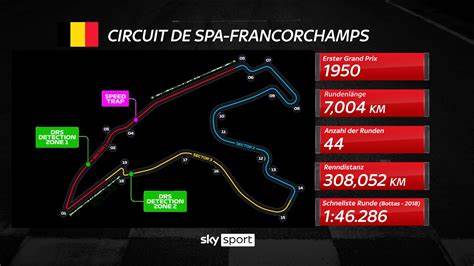 CIRCUIT DE SPA-FRANCORCHAMPS
Erster Grand Prix
1950
Rundenlänge
7,004 KM
Anzahl der Runden
44
Renndistanz
308,052 KM
Schnellste Runde (Bottas - 2018)
1:46.286
SPEED
TRAP
DRS
DETECTION
ZONE 1
DRS
DETECTION
ZONE 2
SECTOR 2
SECTOR 3
01
02
03
04
05
07
08
09
10
12
13
14
15
16
17
18
19
sky sport